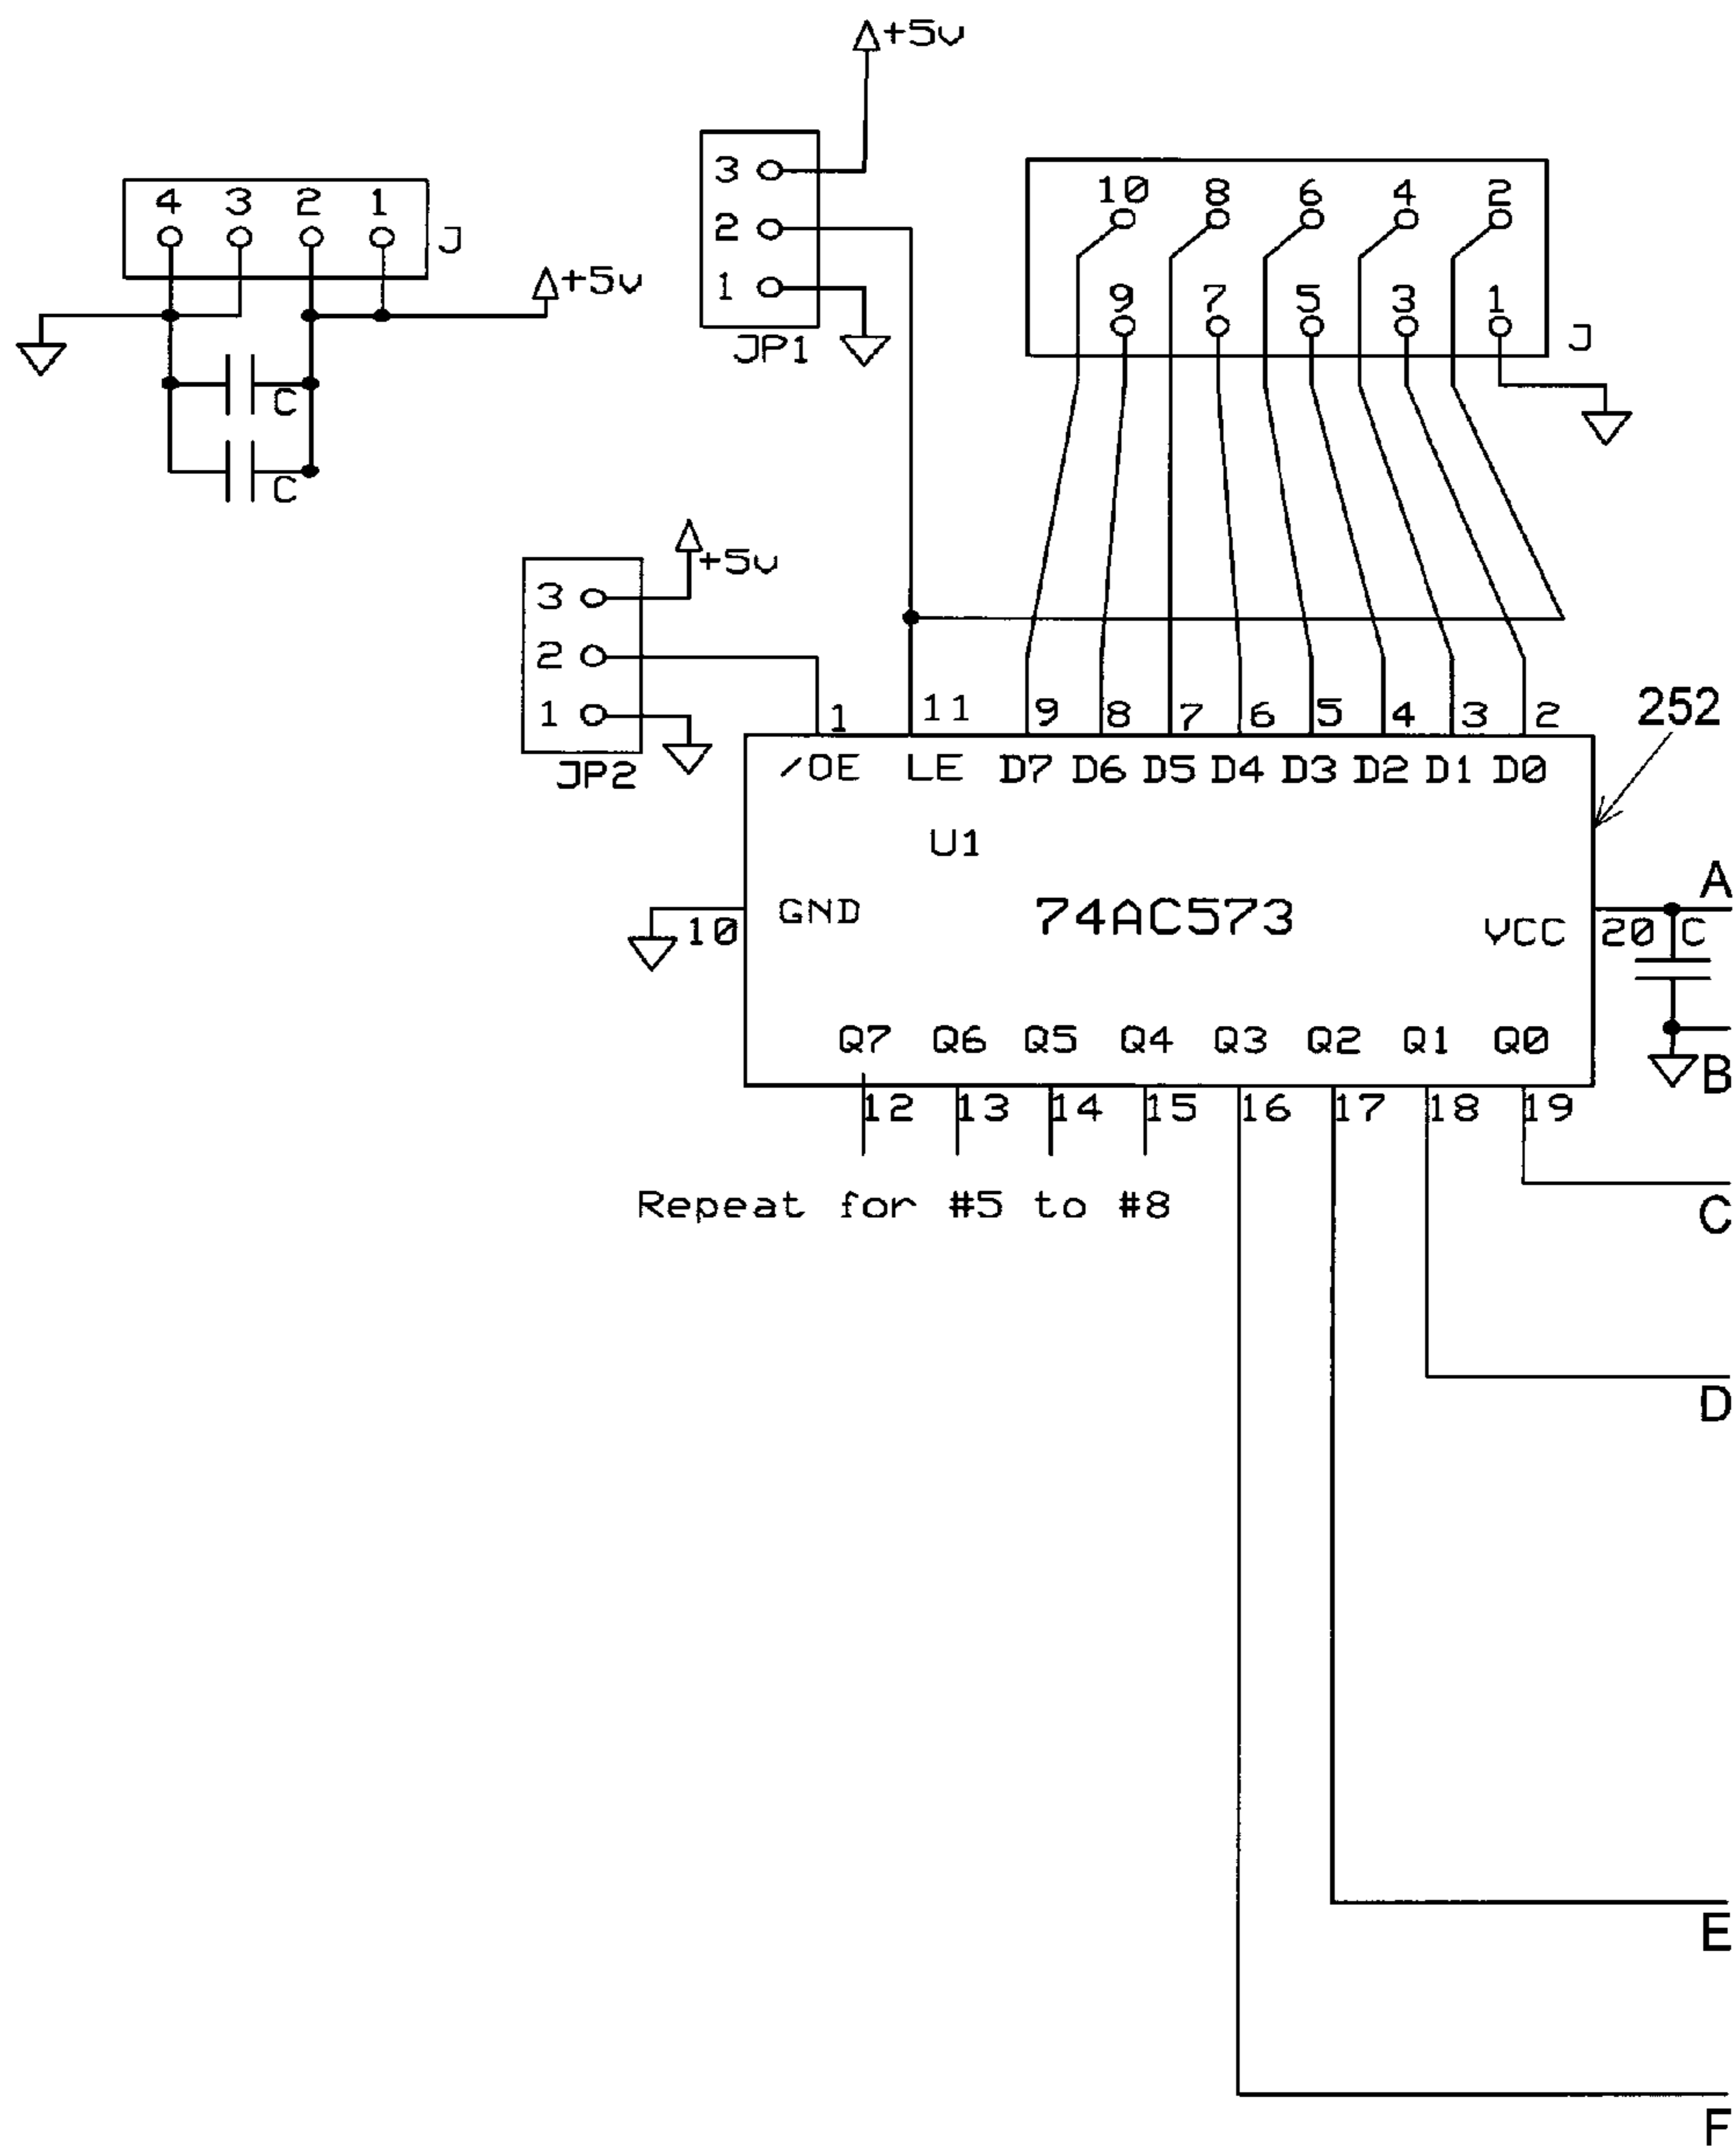 +5v
3
2
1
JP1
4 3 2 1
J
+5v
10 8 6 4 2
9 7 5 3 1
J
C
C
+5v
3
2
1
JP2
1 11 9 8 7 6 5 4 3 2
252
/OE LE D7 D6 D5 D4 D3 D2 D1 D0
U1
A
10 GND 74AC573 VCC 20 C
Q7 Q6 Q5 Q4 Q3 Q2 Q1 Q0
B
12 13 14 15 16 17 18 19
Repeat for #5 to #8
C
D
E
F